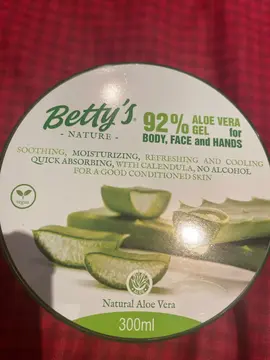 Betty's
- NATURE -
92% ALOE VERA GEL for
BODY, FACE and HANDS
SOOTHING, MOISTURIZING, REFRESHING AND COOLING
QUICK ABSORBING, WITH CALENDULA, NO ALCOHOL
FOR A GOOD CONDITIONED SKIN
Natural Aloe Vera
300ml